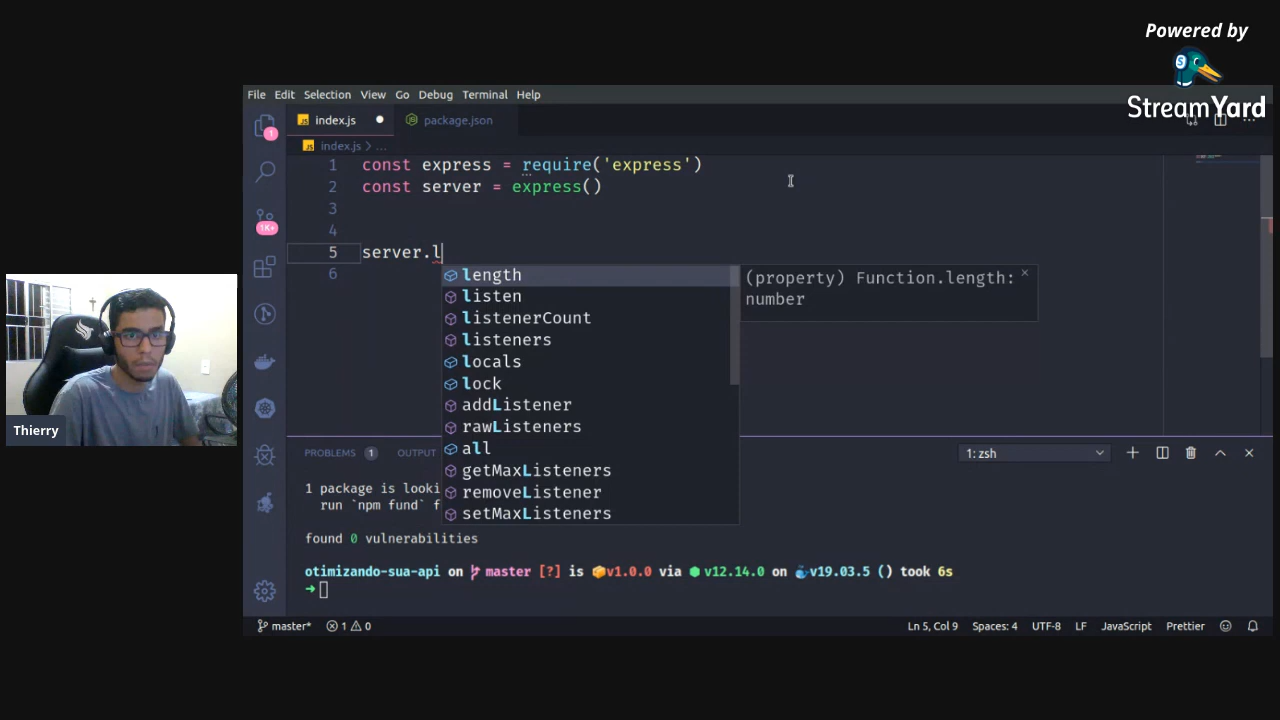 Powered by
StreamYard
File Edit Selection View Go Debug Terminal Help
index.js
package.json
index.js > ...
1 const express = require('express')
2 const server = express()
3
4
5 server.l
6
length
listen
listenerCount
listeners
locals
lock
addListener
rawListeners
all
getMaxListeners
removeListener
setMaxListeners
(property) Function.length:
number
1
1K+
Thierry
PROBLEMS 1 OUTPUT
1: zsh
1 package is looki
run `npm fund` f
found 0 vulnerabilities
otimizando-sua-api on master [?] is v1.0.0 via v12.14.0 on v19.03.5 () took 6s
master* 1 0
Ln 5, Col 9 Spaces: 4 UTF-8 LF JavaScript Prettier